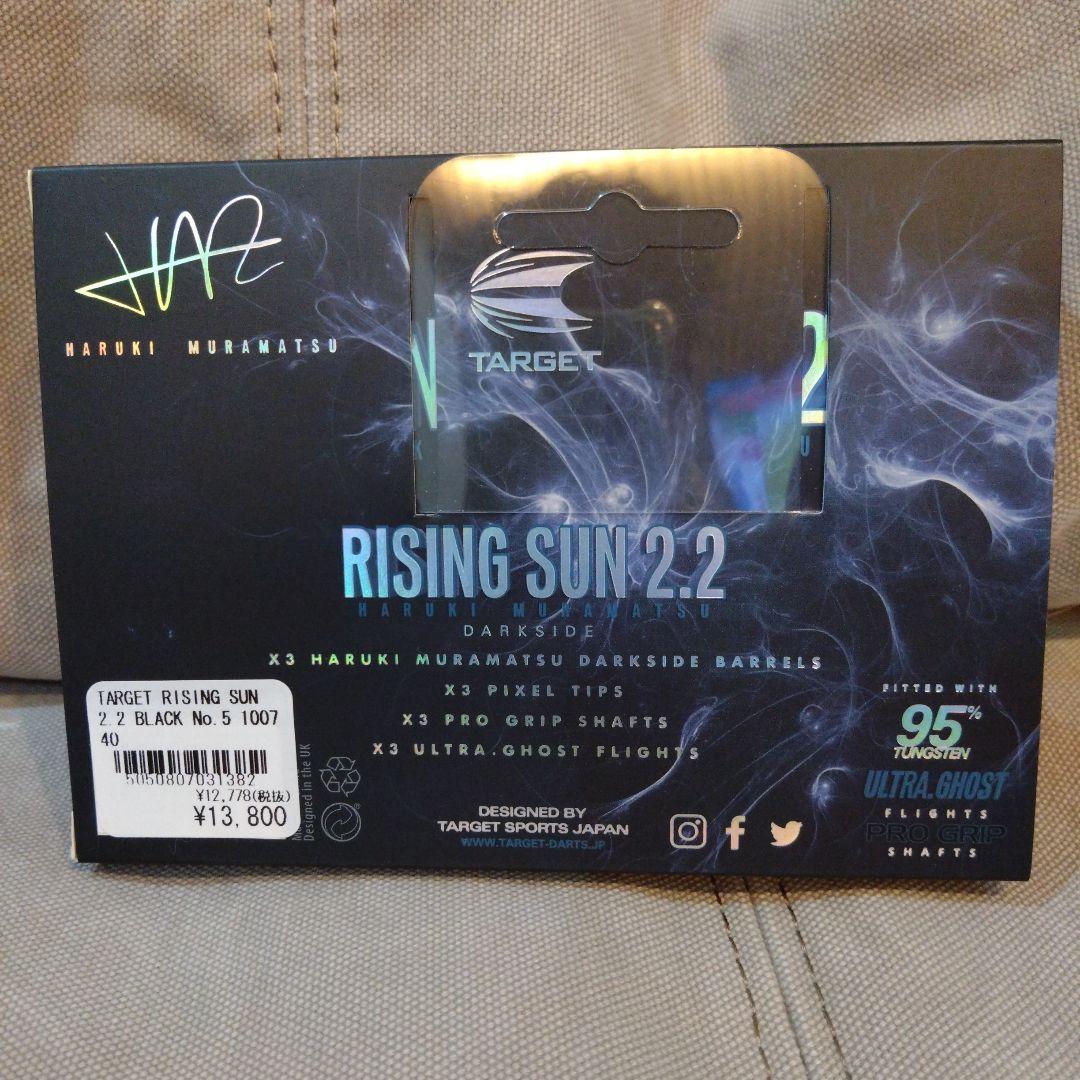 HARUKI MURAMATSU
N
2
TARGET
U
RISING SUN 2.2
HARUKI MURAMATSU
DARKSIDE
X3 HARUKI MURAMATSU DARKSIDE BARRELS
X3 PIXEL TIPS
X3 PRO GRIP SHAFTS
X3 ULTRA.GHOST FLIGHTS
TARGET RISING SUN
2.2 BLACK No.5 1007
40
5050807031382
¥12,778(税抜)
¥13,800
Designed in the UK
DESIGNED BY
TARGET SPORTS JAPAN
WWW.TARGET-DARTS.JP
FITTED WITH
95%
TUNGSTEN
ULTRA.GHOST
FLIGHTS
PRO GRIP
SHAFTS